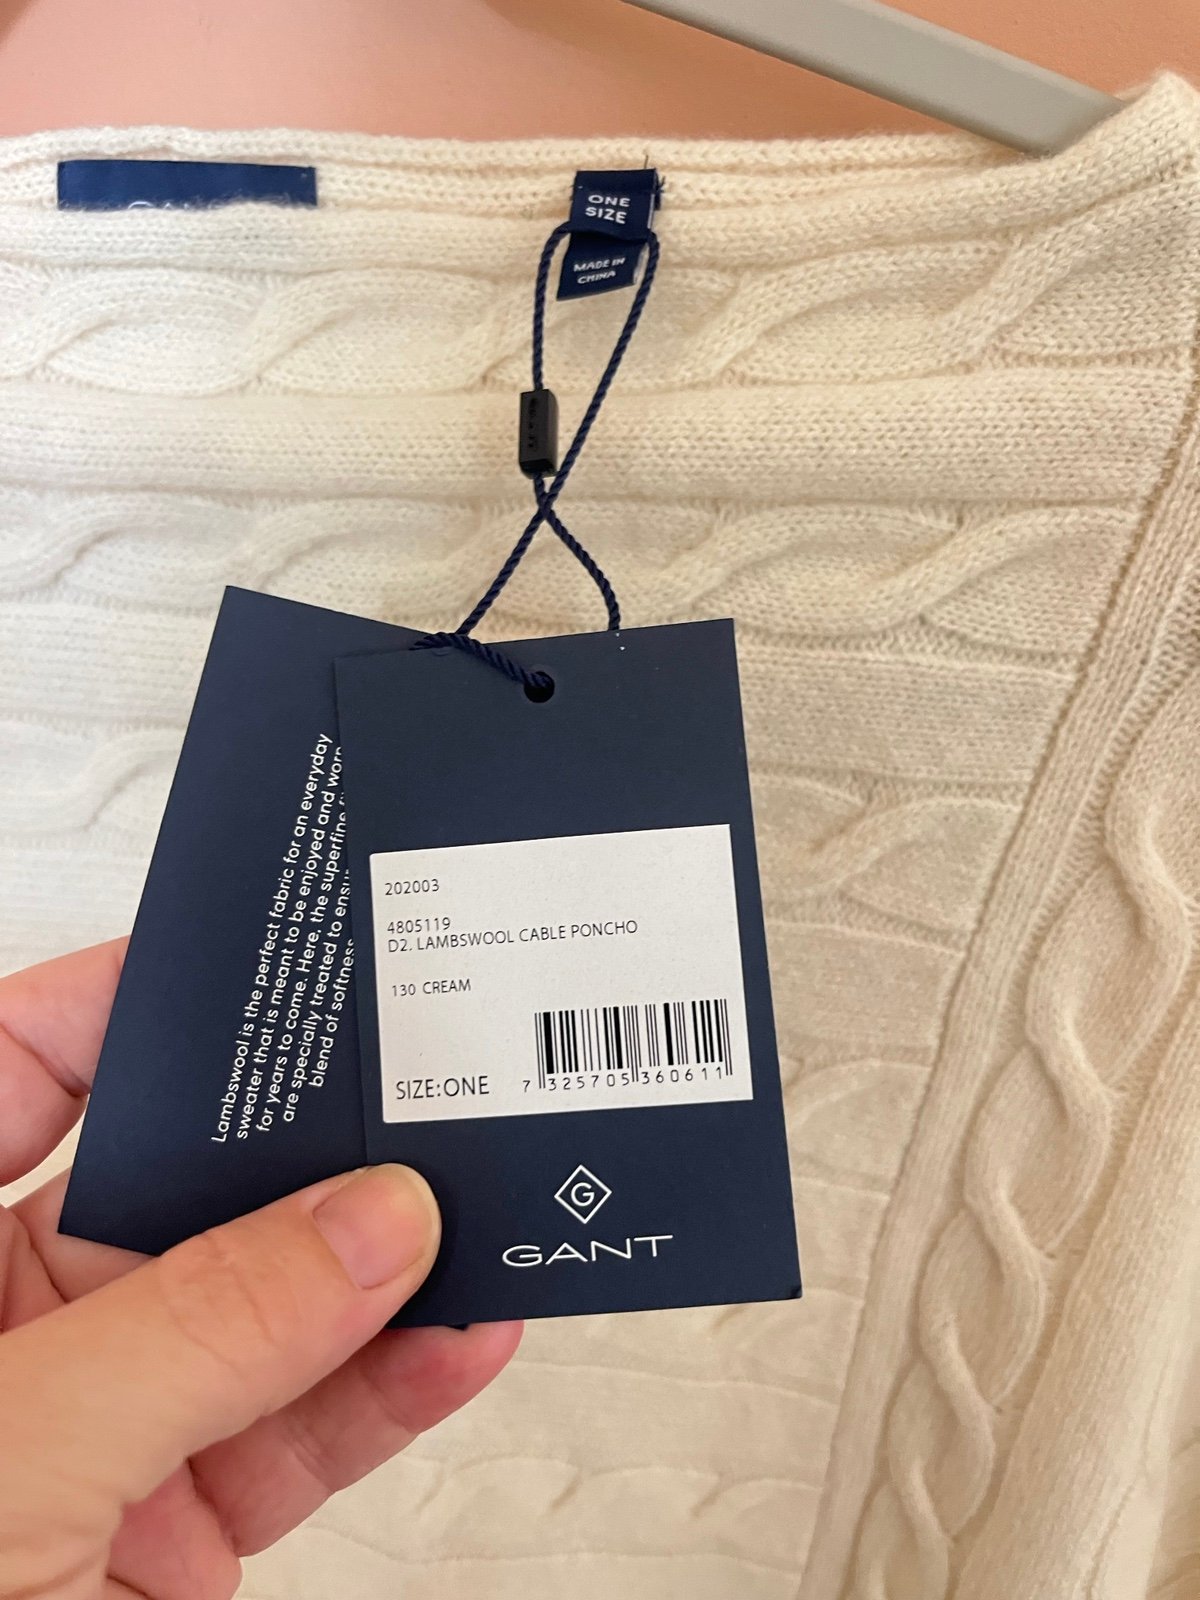 ONE
SIZE
MADE IN
CHINA
Lambswool is the perfect fabric for an everyday
sweater that is meant to be enjoyed and worn
for years to come. Here, the superfine
are specially treated to
blend of softness
202003
4805119
D2. LAMBSWOOL CABLE PONCHO
130 CREAM
SIZE:ONE
7 325705 360611
G
GANT